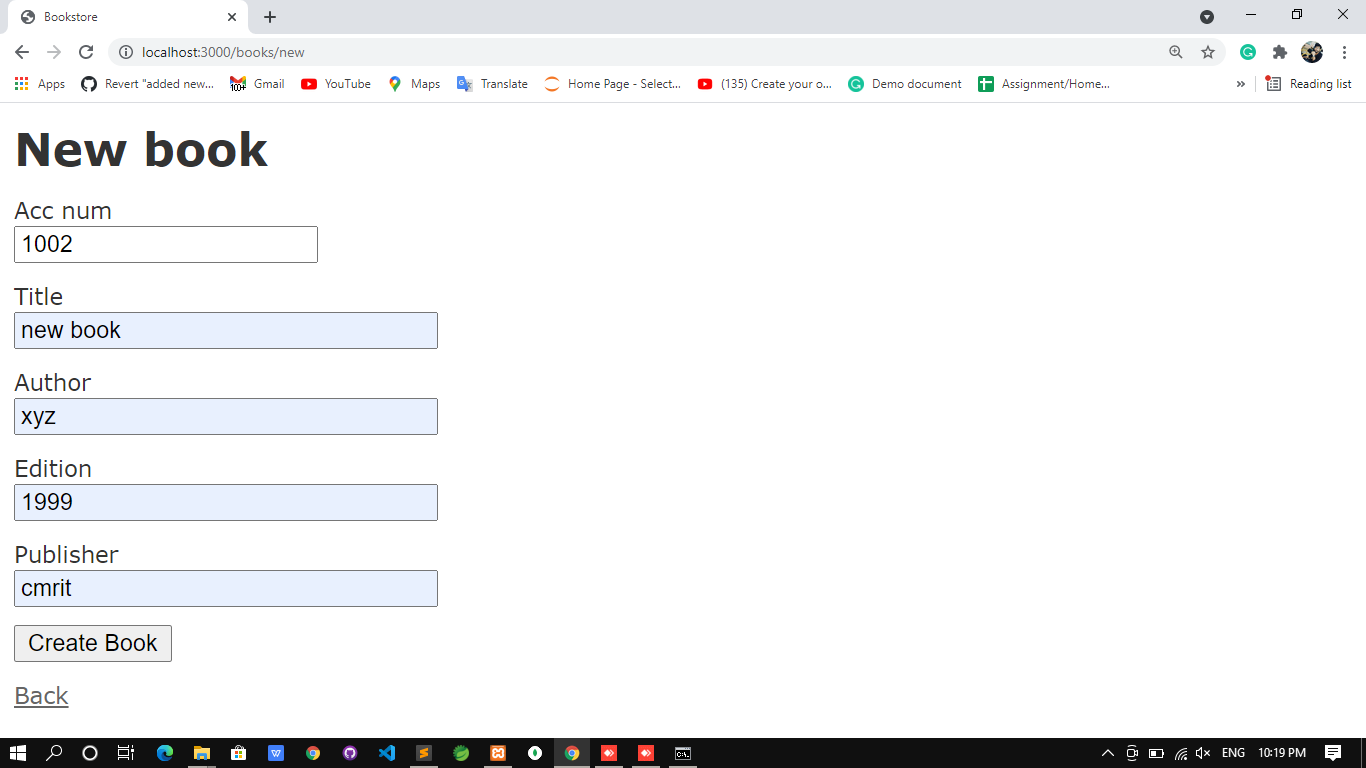 Bookstore
localhost:3000/books/new
Apps Revert "added new... 100+ Gmail YouTube Maps Translate Home Page - Select... (135) Create your o... Demo document Assignment/Home... » Reading list
New book
Acc num
1002
Title
new book
Author
xyz
Edition
1999
Publisher
cmrit
Create Book
Back
ENG 10:19 PM